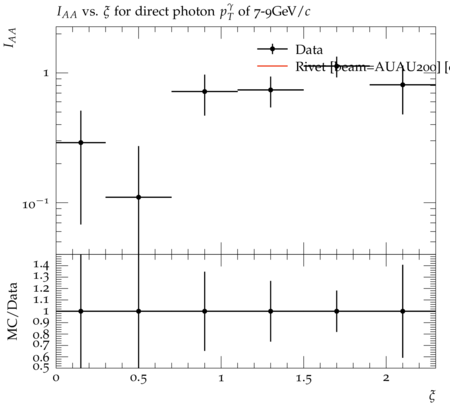 I_AA vs. ξ for direct photon p_T^γ of 7-9GeV/c
I_AA
Data
Rivet [beam=AUAU200] [
1
10⁻¹
MC/Data
1.4
1.3
1.2
1.1
1
0.9
0.8
0.7
0.6
0.5
0 0.5 1 1.5 2
ξ